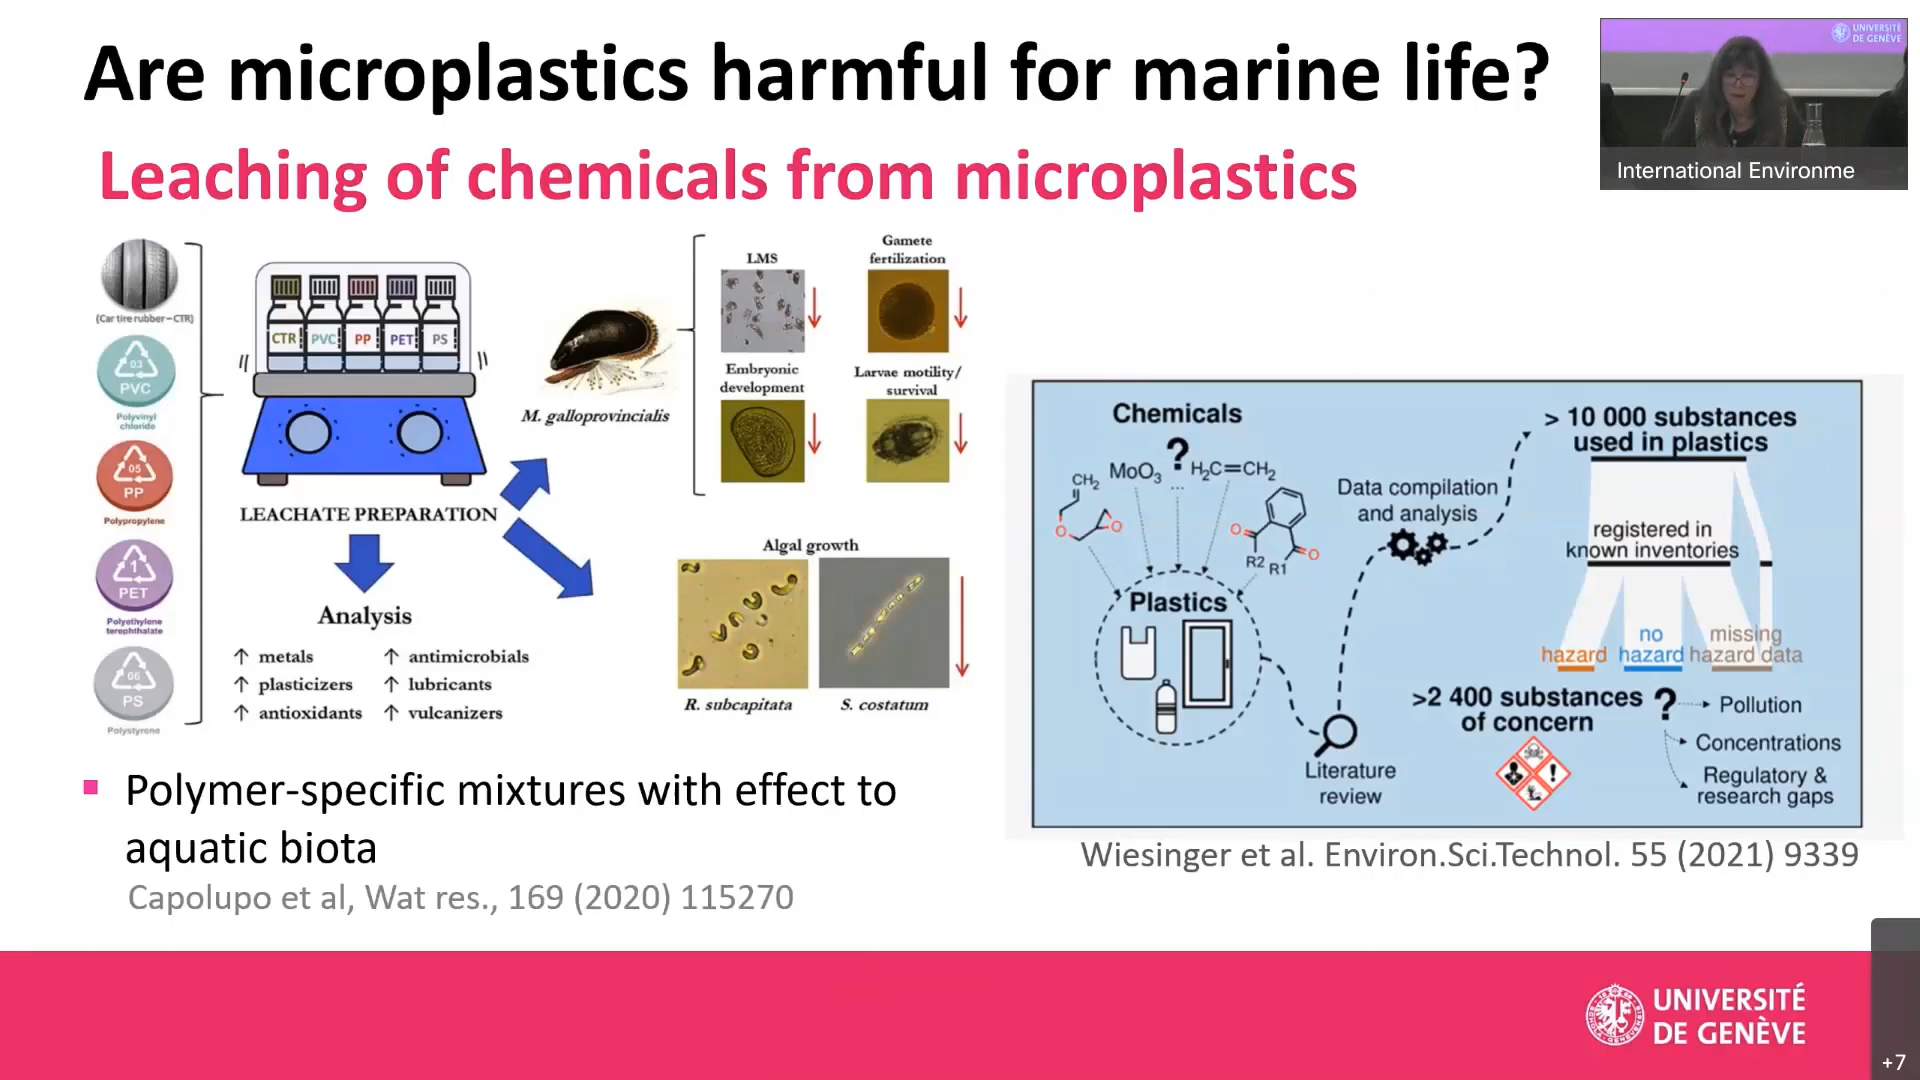 Are microplastics harmful for marine life?
Leaching of chemicals from microplastics
UNIVERSITÉ
DE GENÈVE
International Environme
(Car tire rubber – CTR)
03
PVC
Polyvinyl
chloride
05
PP
Polypropylene
1
PET
Polyethylene
terephthalate
06
PS
Polystyrene
CTR PVC PP PET PS
LEACHATE PREPARATION
Analysis
↑ metals
↑ plasticizers
↑ antioxidants
↑ antimicrobials
↑ lubricants
↑ vulcanizers
M. galloprovincialis
LMS
Gamete
fertilization
Embryonic
development
Larvae motility/
survival
Algal growth
R. subcapitata
S. costatum
Chemicals
?
...
CH₂
O
O
MoO₃
H₂C=CH₂
O
O
R2
R1
Plastics
Data compilation
and analysis
Literature
review
> 10 000 substances
used in plastics
registered in
known inventories
hazard
no
hazard
missing
hazard data
>2 400 substances
of concern
?
Pollution
Concentrations
Regulatory &
research gaps
Polymer-specific mixtures with effect to
aquatic biota
Capolupo et al, Wat res., 169 (2020) 115270
Wiesinger et al. Environ.Sci.Technol. 55 (2021) 9339
UNIVERSITÉ
DE GENÈVE
+7